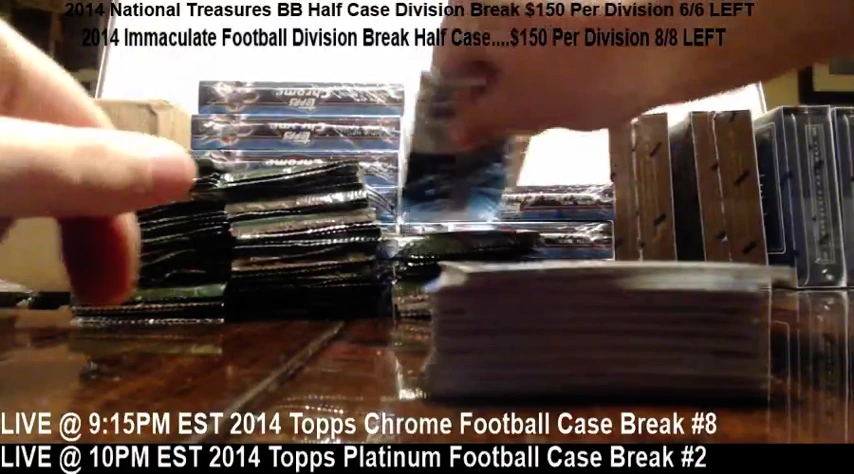 2014 National Treasures BB Half Case Division Break $150 Per Division 6/6 LEFT
2014 Immaculate Football Division Break Half Case....$150 Per Division 8/8 LEFT
Topps Chrome
LIVE @ 9:15PM EST 2014 Topps Chrome Football Case Break #8
LIVE @ 10PM EST 2014 Topps Platinum Football Case Break #2